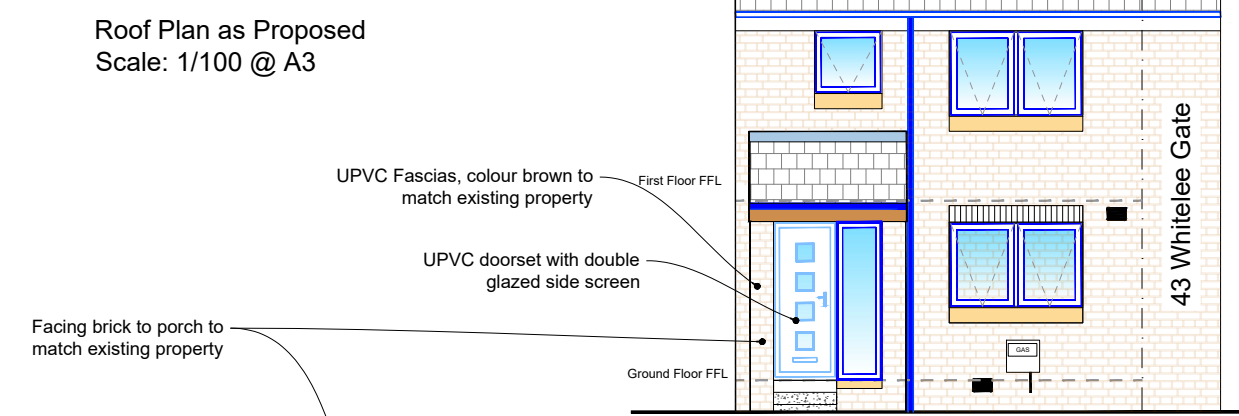 Roof Plan as Proposed
Scale: 1/100 @ A3
UPVC Fascias, colour brown to
match existing property
First Floor FFL
UPVC doorset with double
glazed side screen
Facing brick to porch to
match existing property
Ground Floor FFL
GAS
43 Whitelee Gate